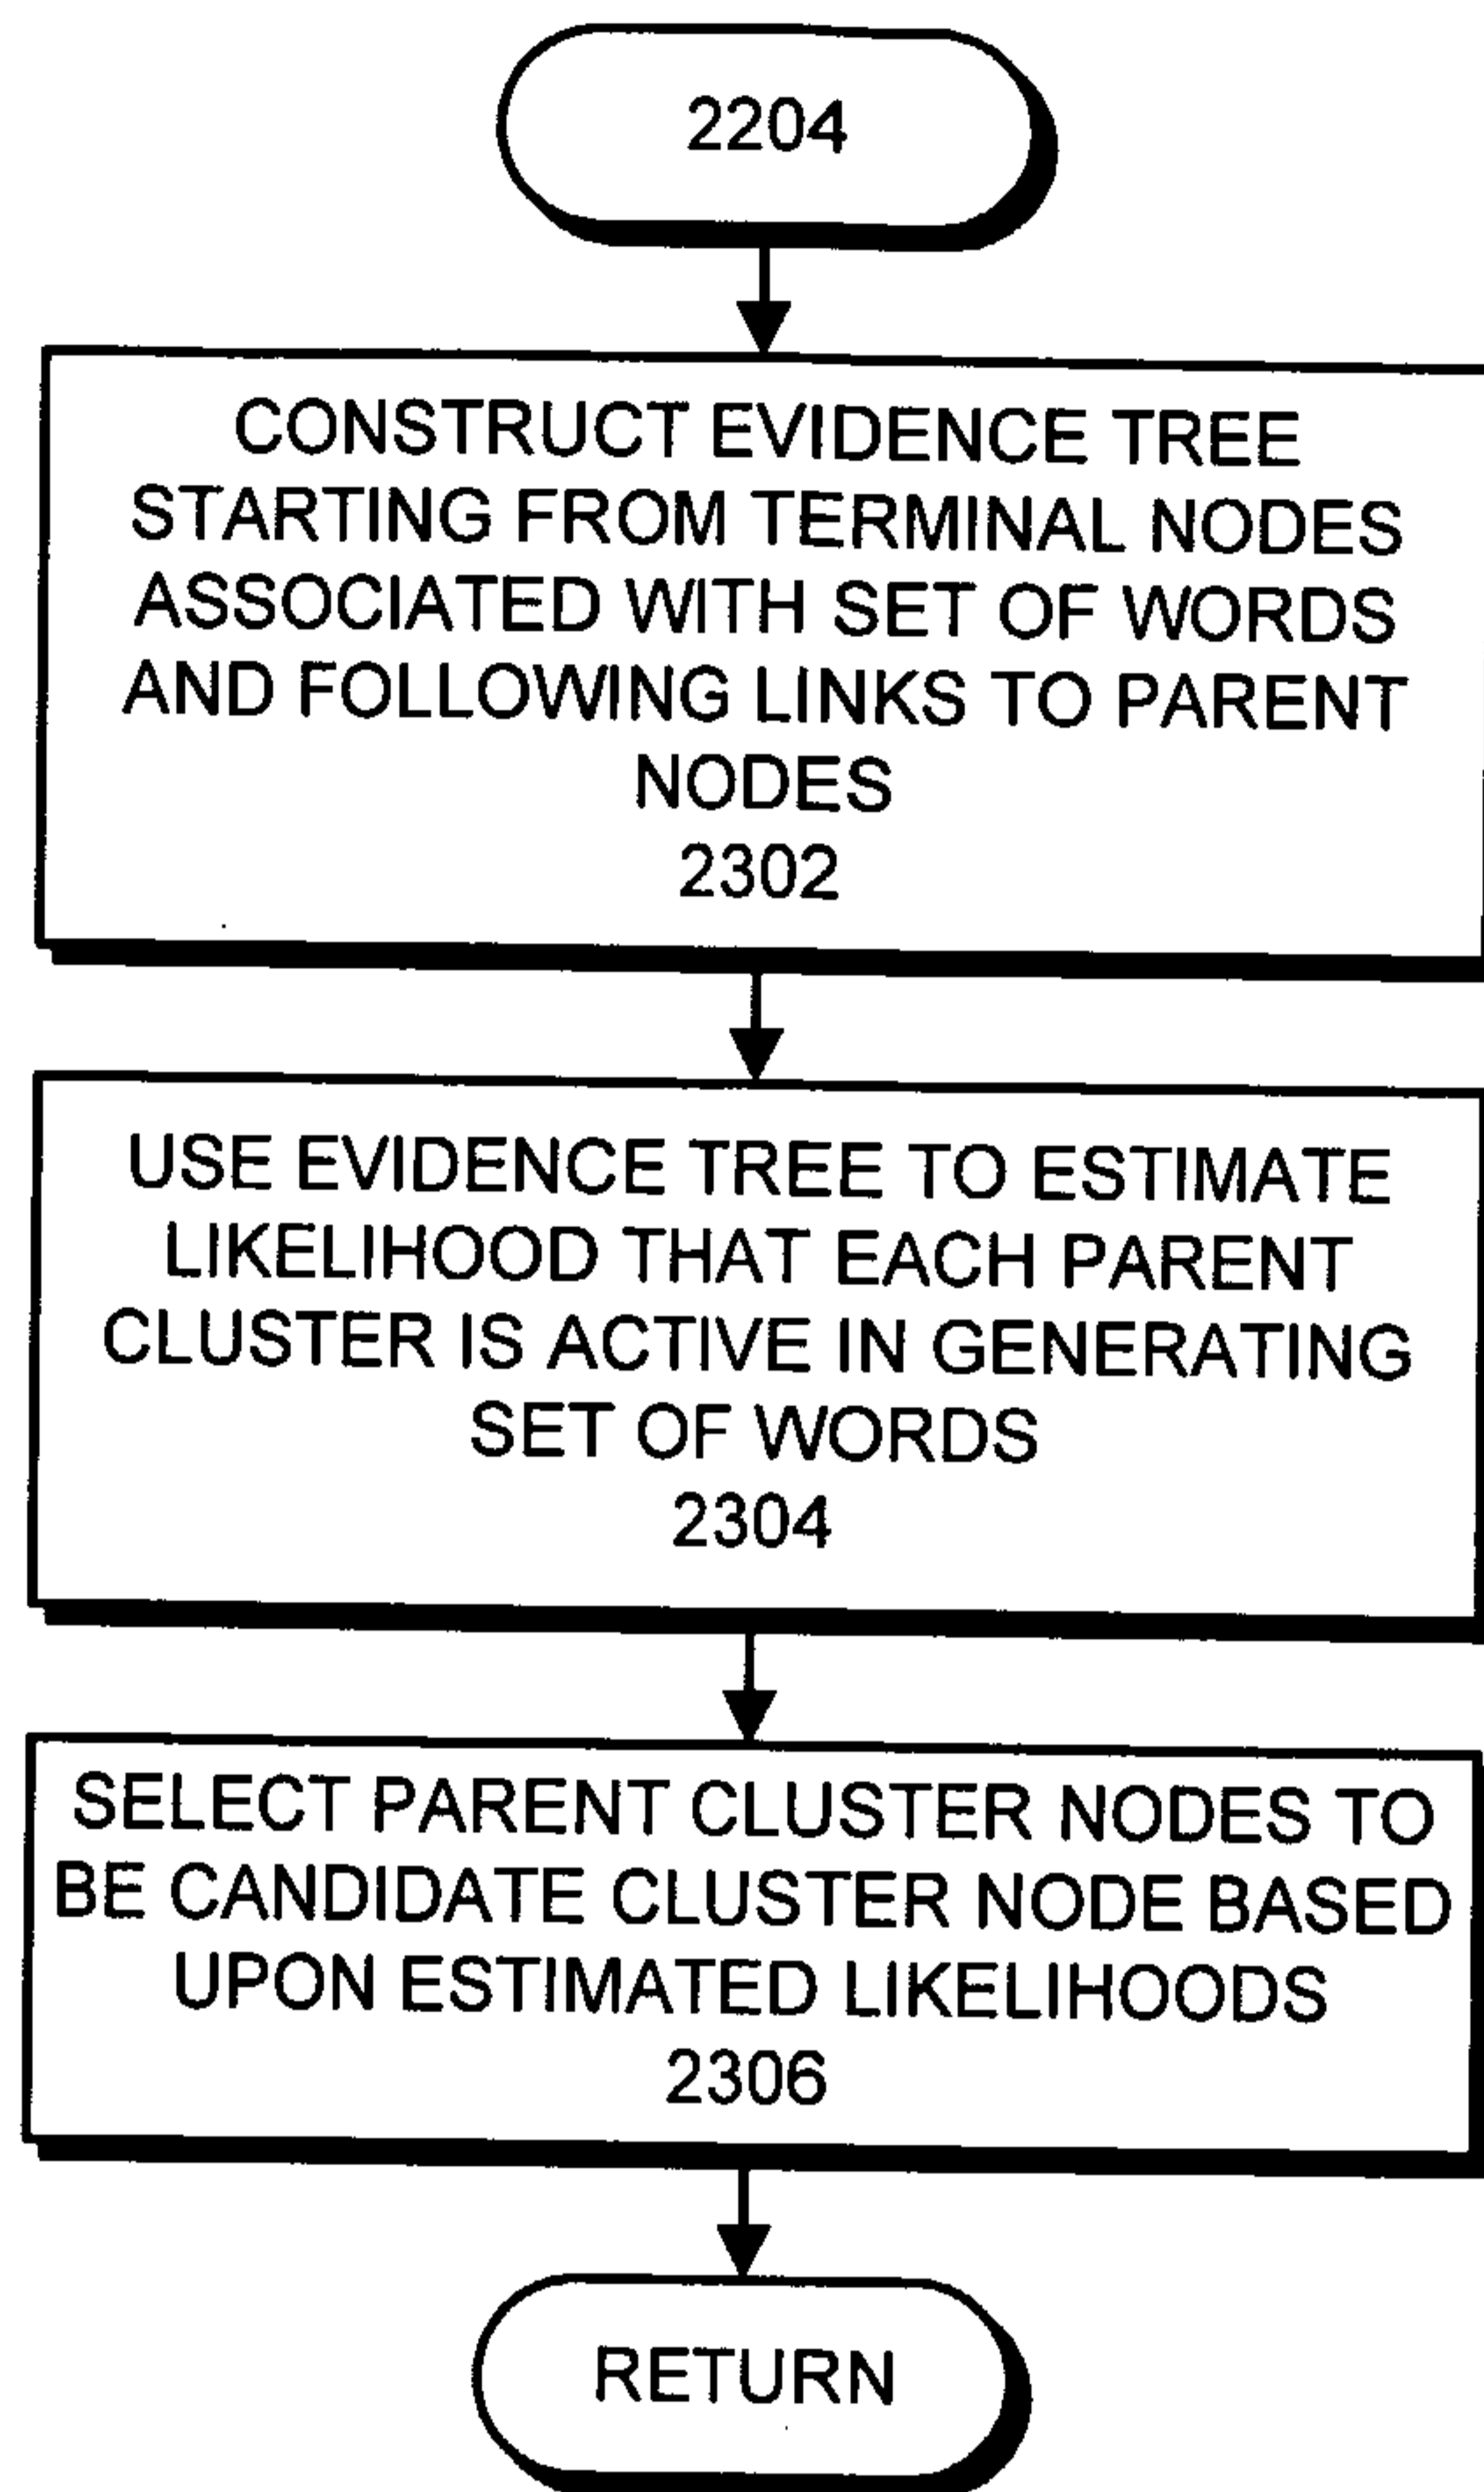 2204
CONSTRUCT EVIDENCE TREE
STARTING FROM TERMINAL NODES
ASSOCIATED WITH SET OF WORDS
AND FOLLOWING LINKS TO PARENT
NODES
2302
USE EVIDENCE TREE TO ESTIMATE
LIKELIHOOD THAT EACH PARENT
CLUSTER IS ACTIVE IN GENERATING
SET OF WORDS
2304
SELECT PARENT CLUSTER NODES TO
BE CANDIDATE CLUSTER NODE BASED
UPON ESTIMATED LIKELIHOODS
2306
RETURN